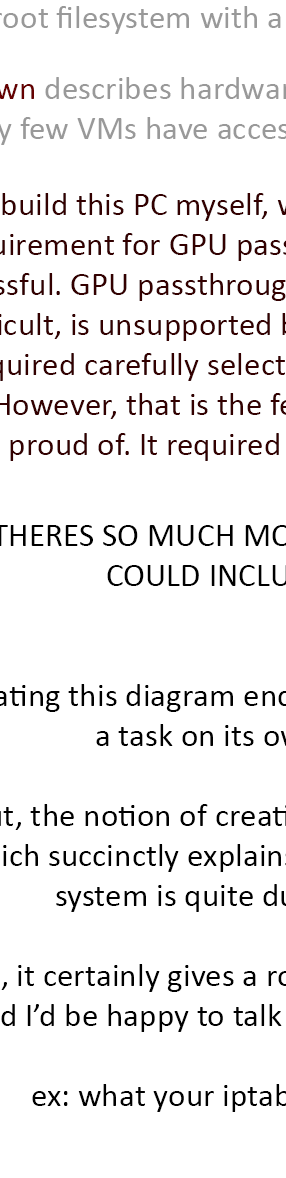 root filesystem with a
wn describes hardwar
y few VMs have acces
build this PC myself,
uirement for GPU pass
ssful. GPU passthroug
icult, is unsupported
quired carefully select
However, that is the fe
proud of. It required
THERES SO MUCH MO
COULD INCLU
ating this diagram end
a task on its ov
ut, the notion of creati
ich succinctly explains
system is quite du
, it certainly gives a ro
d I’d be happy to talk
ex: what your iptab